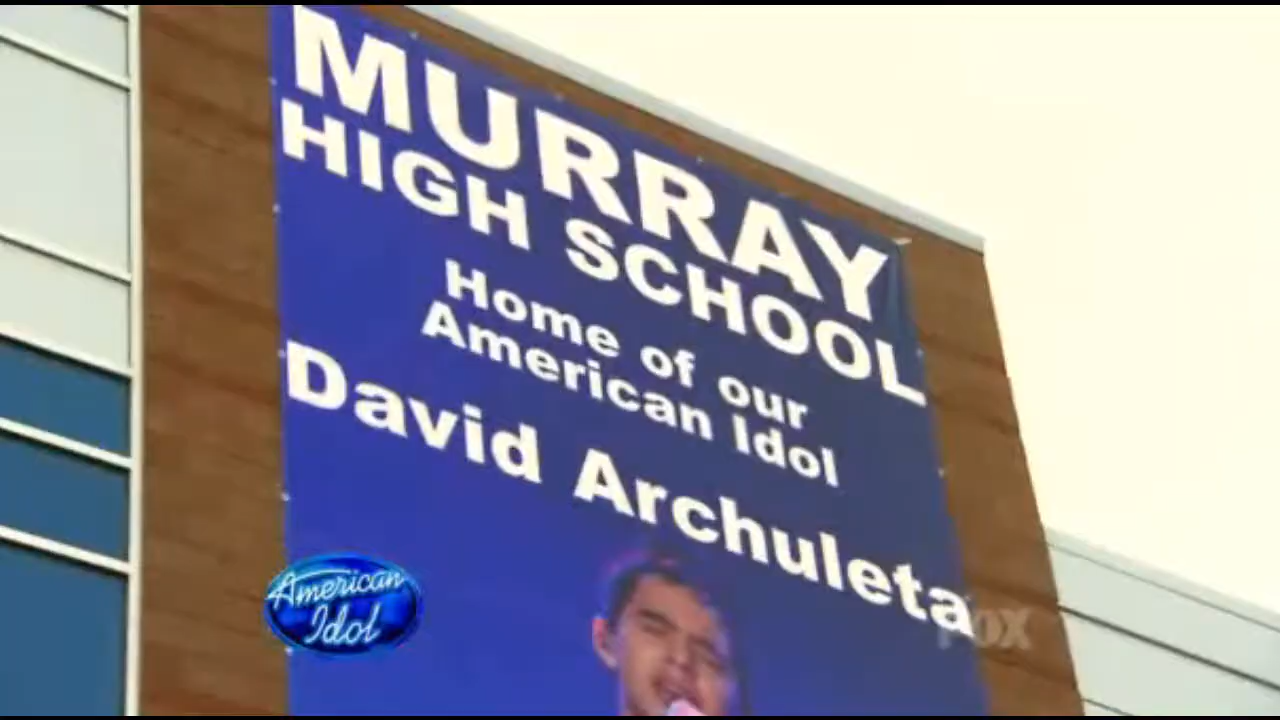 MURRAY
HIGH SCHOOL
Home of our
American Idol
David Archuleta
American
Idol
FOX